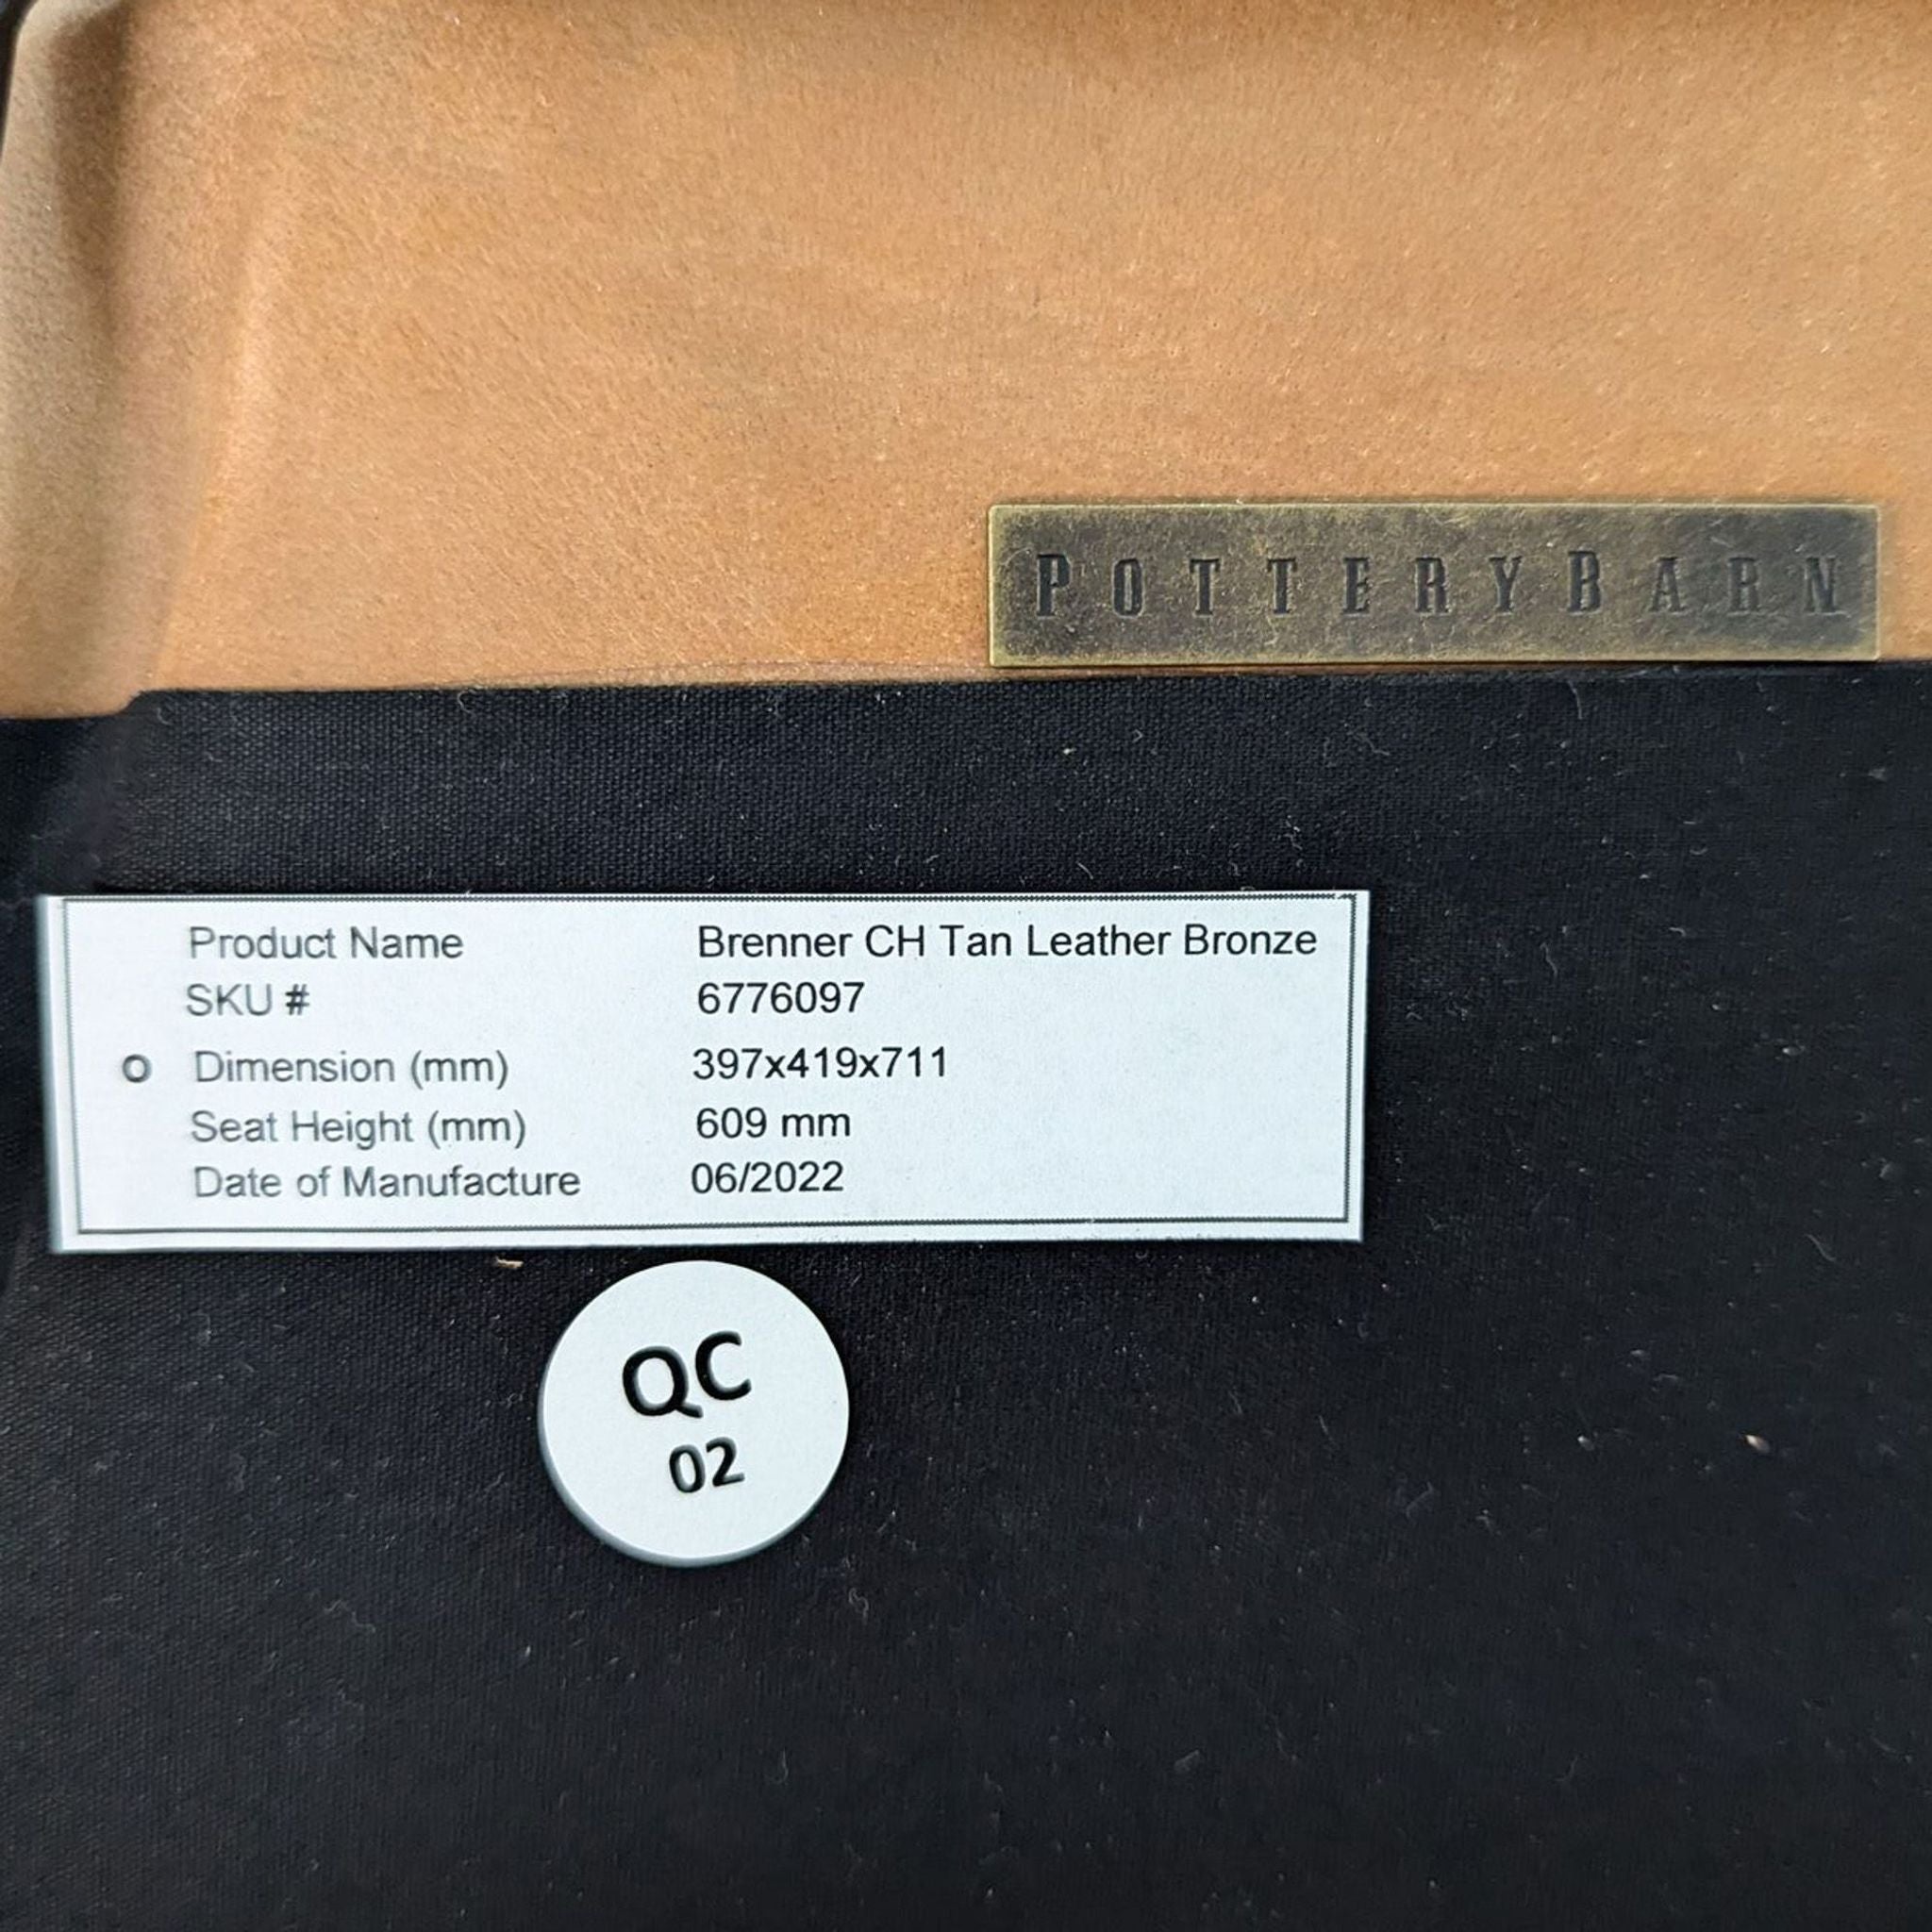 POTTERYBARN
Product Name Brenner CH Tan Leather Bronze
SKU # 6776097
O Dimension (mm) 397x419x711
Seat Height (mm) 609 mm
Date of Manufacture 06/2022
QC
02